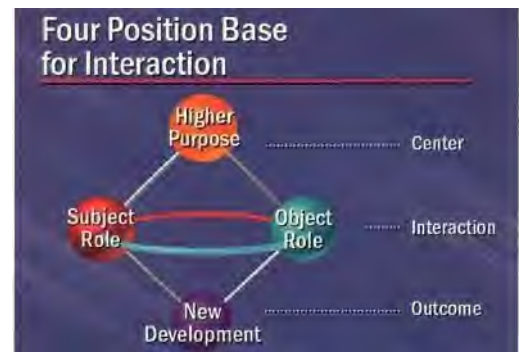 Four Position Base
for Interaction
Higher
Purpose
Center
Subject
Role
Object
Role
Interaction
New
Development
Outcome